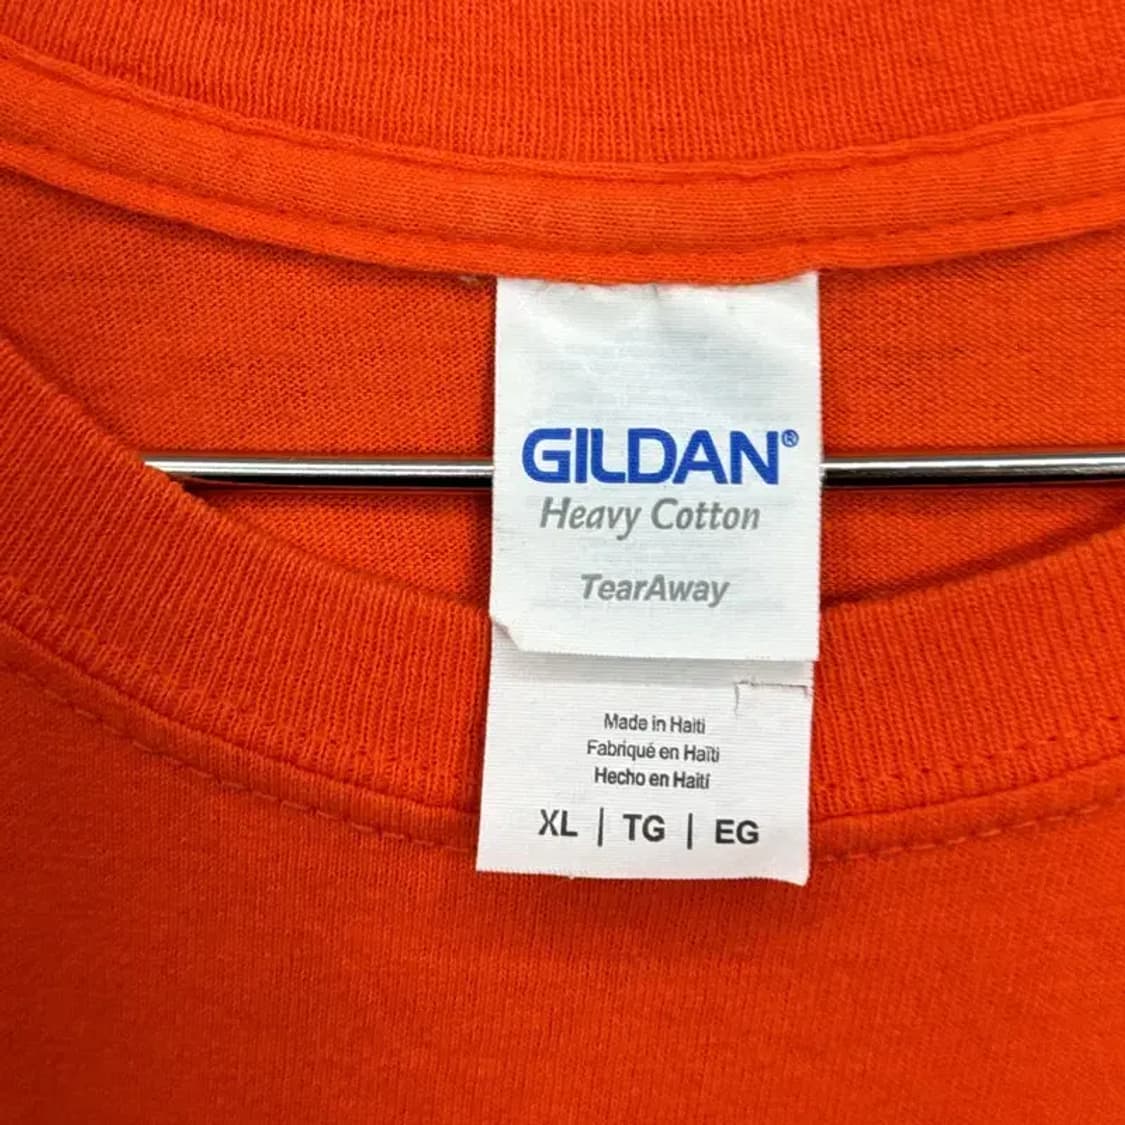 GILDAN®
Heavy Cotton
TearAway
Made in Haiti
Fabriqué en Haïti
Hecho en Haití
XL | TG | EG